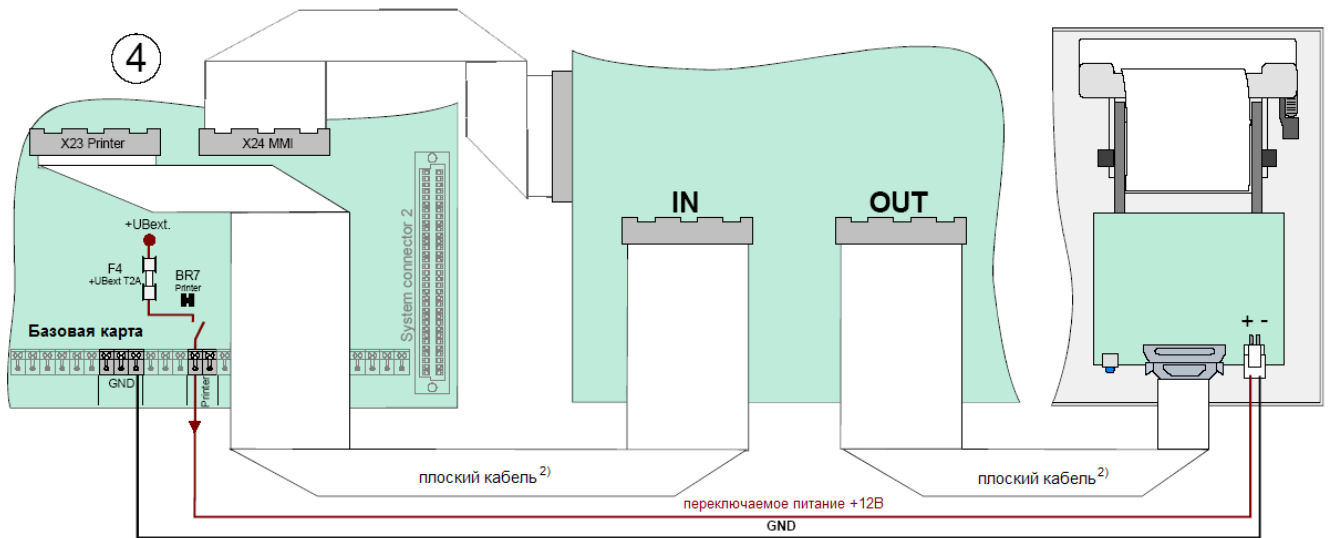 4
X23 Printer
X24 MMI
IN
OUT
+UBext.
F4
+UBext T2A
BR7
Printer
System connector 2
Базовая карта
+ -
GND
Printer
плоский кабель 2)
плоский кабель 2)
переключаемое питание +12В
GND